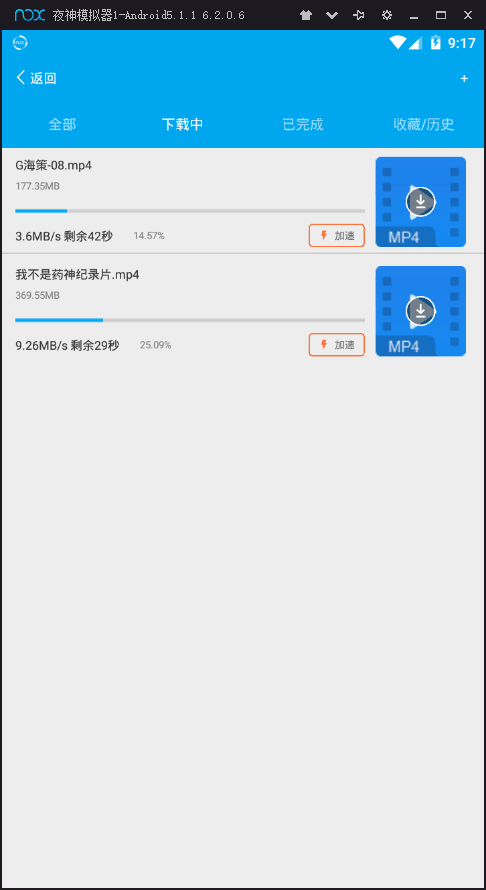 nox 夜神模拟器1-Android5.1.1 6.2.0.6
9:17
返回 +
全部 下载中 已完成 收藏/历史
G海策-08.mp4
177.35MB
3.6MB/s 剩余42秒 14.57% 加速
MP4
我不是药神纪录片.mp4
369.55MB
9.26MB/s 剩余29秒 25.09% 加速
MP4